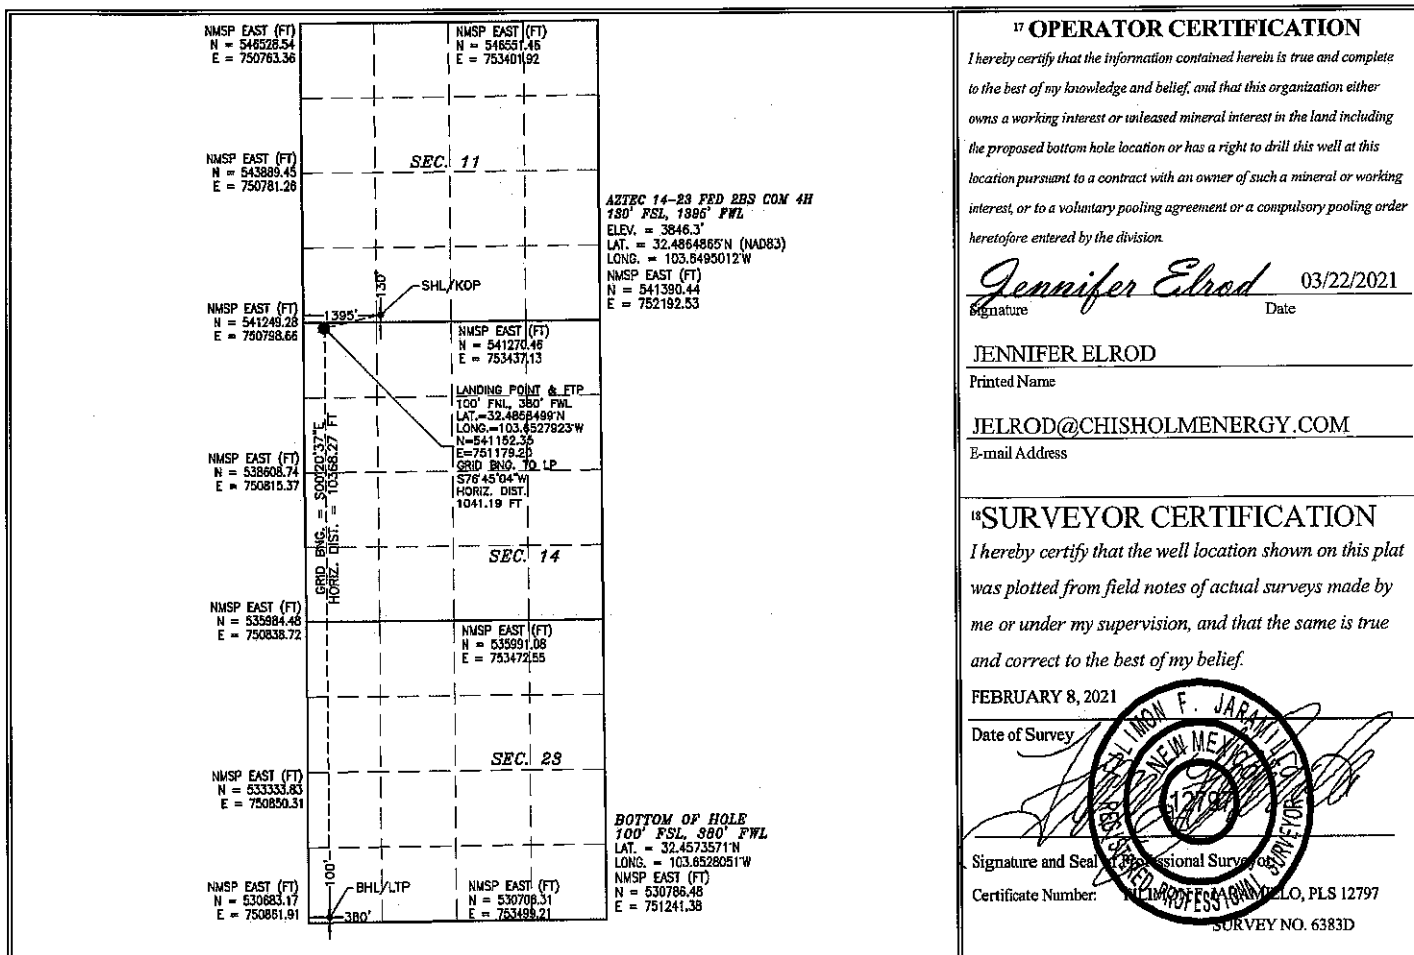 NMSP EAST (FT)
N = 546528.54
E = 750763.36
NMSP EAST (FT)
N = 546551.46
E = 753401.92
NMSP EAST (FT)
N = 543889.45
E = 750781.26
SEC. 11
AZTEC 14-23 FED 2BS COM 4H
130' FSL, 1395' FWL
ELEV. = 3846.3'
LAT. = 32.4864865'N (NAD83)
LONG. = 103.6495012'W
NMSP EAST (FT)
N = 541390.44
E = 752192.53
130'
SHL/KOP
1395'
NMSP EAST (FT)
N = 541249.28
E = 750798.66
NMSP EAST (FT)
N = 541270.46
E = 753437.13
LANDING POINT & FTP
100' FNL, 380' FWL
LAT.=32.4858499'N
LONG.=103.6527923'W
N=541152.35
E=751179.20
GRID BNG. TO LP
S76°45'04"W
HORIZ. DIST.
1041.19 FT
GRID BNG. = S00°20'37"E
HORIZ. DIST. = 10368.27 FT
NMSP EAST (FT)
N = 538608.74
E = 750815.37
SEC. 14
NMSP EAST (FT)
N = 535984.48
E = 750838.72
NMSP EAST (FT)
N = 535991.08
E = 753472.55
SEC. 23
NMSP EAST (FT)
N = 533333.83
E = 750850.31
BOTTOM OF HOLE
100' FSL, 380' FWL
LAT. = 32.4573571'N
LONG. = 103.6528051'W
NMSP EAST (FT)
N = 530786.48
E = 751241.38
100'
BHL/LTP
380'
NMSP EAST (FT)
N = 530683.17
E = 750861.91
NMSP EAST (FT)
N = 530708.31
E = 753499.21
17 OPERATOR CERTIFICATION
I hereby certify that the information contained herein is true and complete
to the best of my knowledge and belief, and that this organization either
owns a working interest or unleased mineral interest in the land including
the proposed bottom hole location or has a right to drill this well at this
location pursuant to a contract with an owner of such a mineral or working
interest, or to a voluntary pooling agreement or a compulsory pooling order
heretofore entered by the division.
Jennifer Elrod 03/22/2021
Signature Date
JENNIFER ELROD
Printed Name
JELROD@CHISHOLMENERGY.COM
E-mail Address
18 SURVEYOR CERTIFICATION
I hereby certify that the well location shown on this plat
was plotted from field notes of actual surveys made by
me or under my supervision, and that the same is true
and correct to the best of my belief.
FEBRUARY 8, 2021
Date of Survey
FILIMON F. JARAMILLO
NEW MEXICO
12797
REGISTERED PROFESSIONAL SURVEYOR
Signature and Seal of Professional Surveyor:
Certificate Number: FILIMON F. JARAMILLO, PLS 12797
SURVEY NO. 6383D